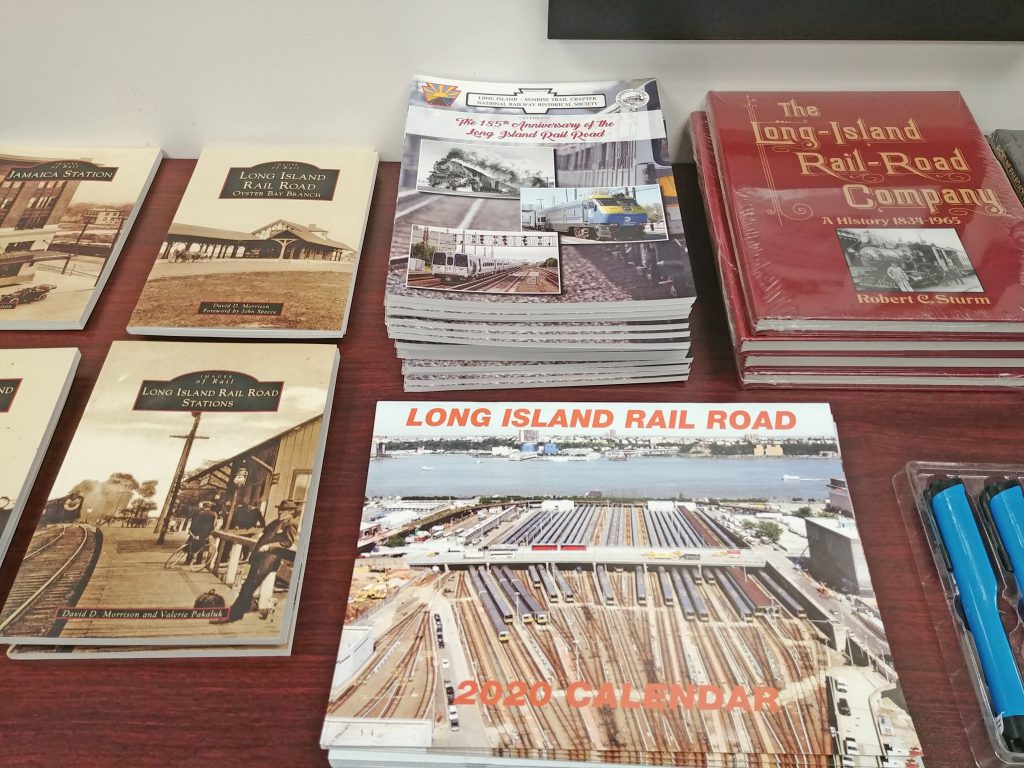 JAMAICA STATION
IMAGES
of Rail
LONG ISLAND
RAIL ROAD
OYSTER BAY BRANCH
David D. Morrison
Foreword by John Specce
LONG ISLAND - SUNRISE TRAIL CHAPTER
NATIONAL RAILWAY HISTORICAL SOCIETY
CELEBRATE
The 185th Anniversary of the
Long Island Rail Road
The
Long-Island
Rail-Road
Company
A History 1834-1965
Robert C. Sturm
IMAGES
of Rail
LONG ISLAND RAIL ROAD
STATIONS
David D. Morrison and Valerie Pakaluk
LONG ISLAND RAIL ROAD
2020 CALENDAR